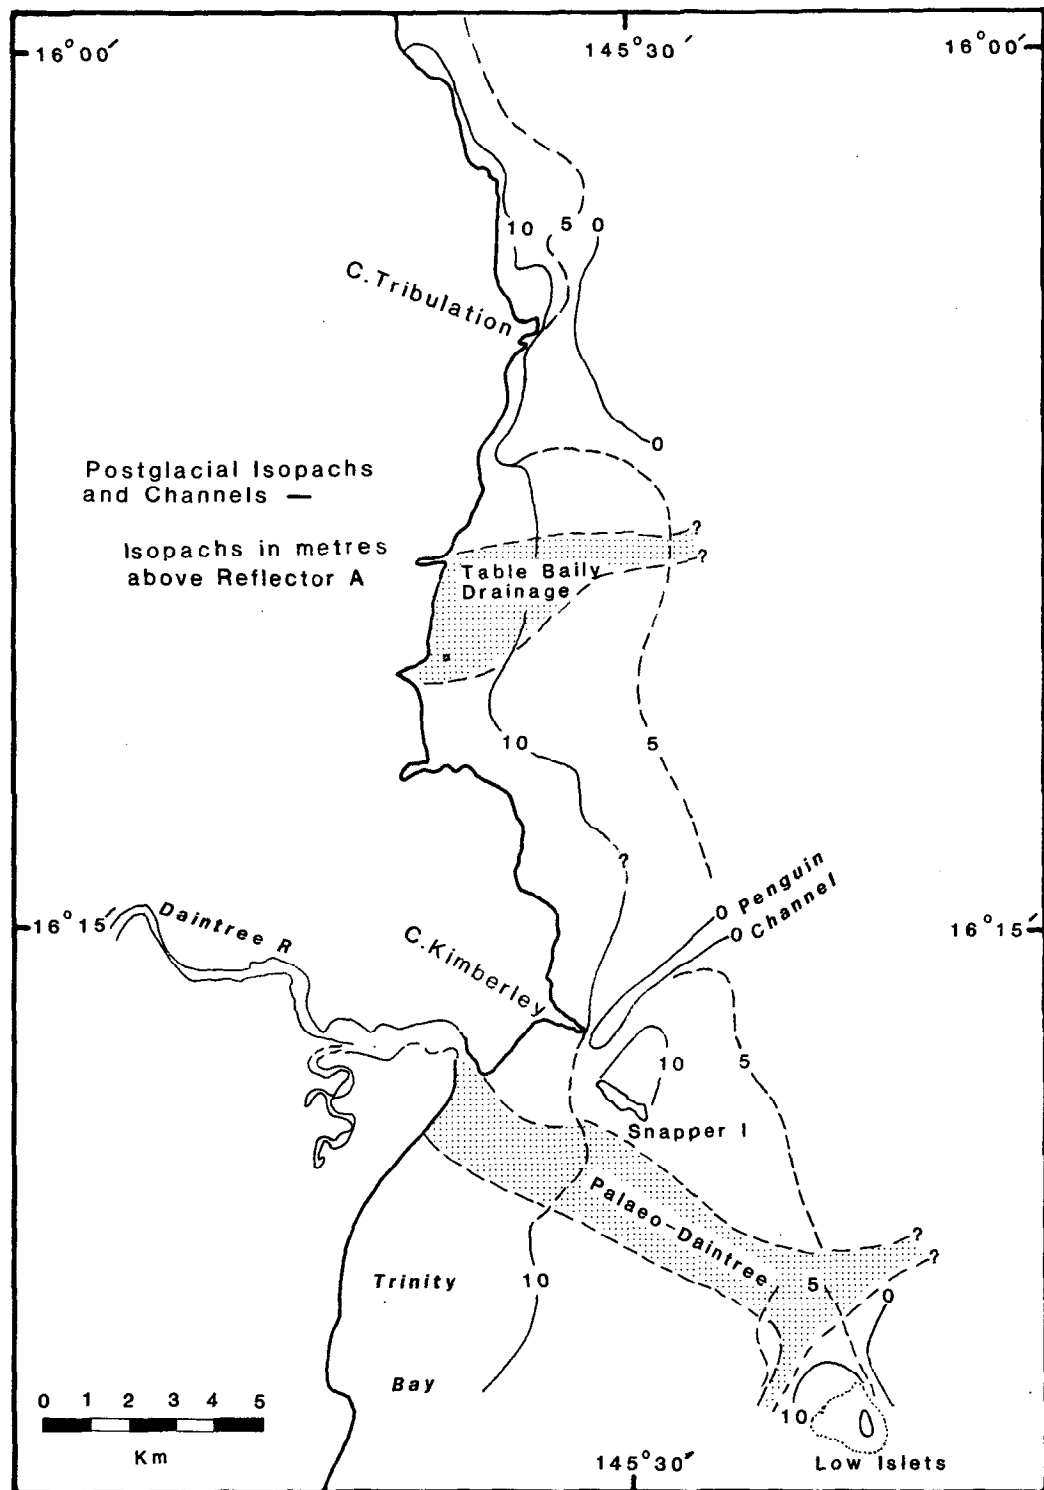 16°00′
145°30′
16°00′
10
5
0
C.Tribulation
0
Postglacial Isopachs
and Channels —
Isopachs in metres
above Reflector A
?
?
Table Baily
Drainage
10
5
?
Penguin
Channel
0
0
16°15′
Daintree R
C.Kimberley
16°15′
10
5
Snapper I
Palaeo-Daintree
?
?
Trinity
10
5
0
Bay
0 1 2 3 4 5
Km
10
145°30′
Low Islets